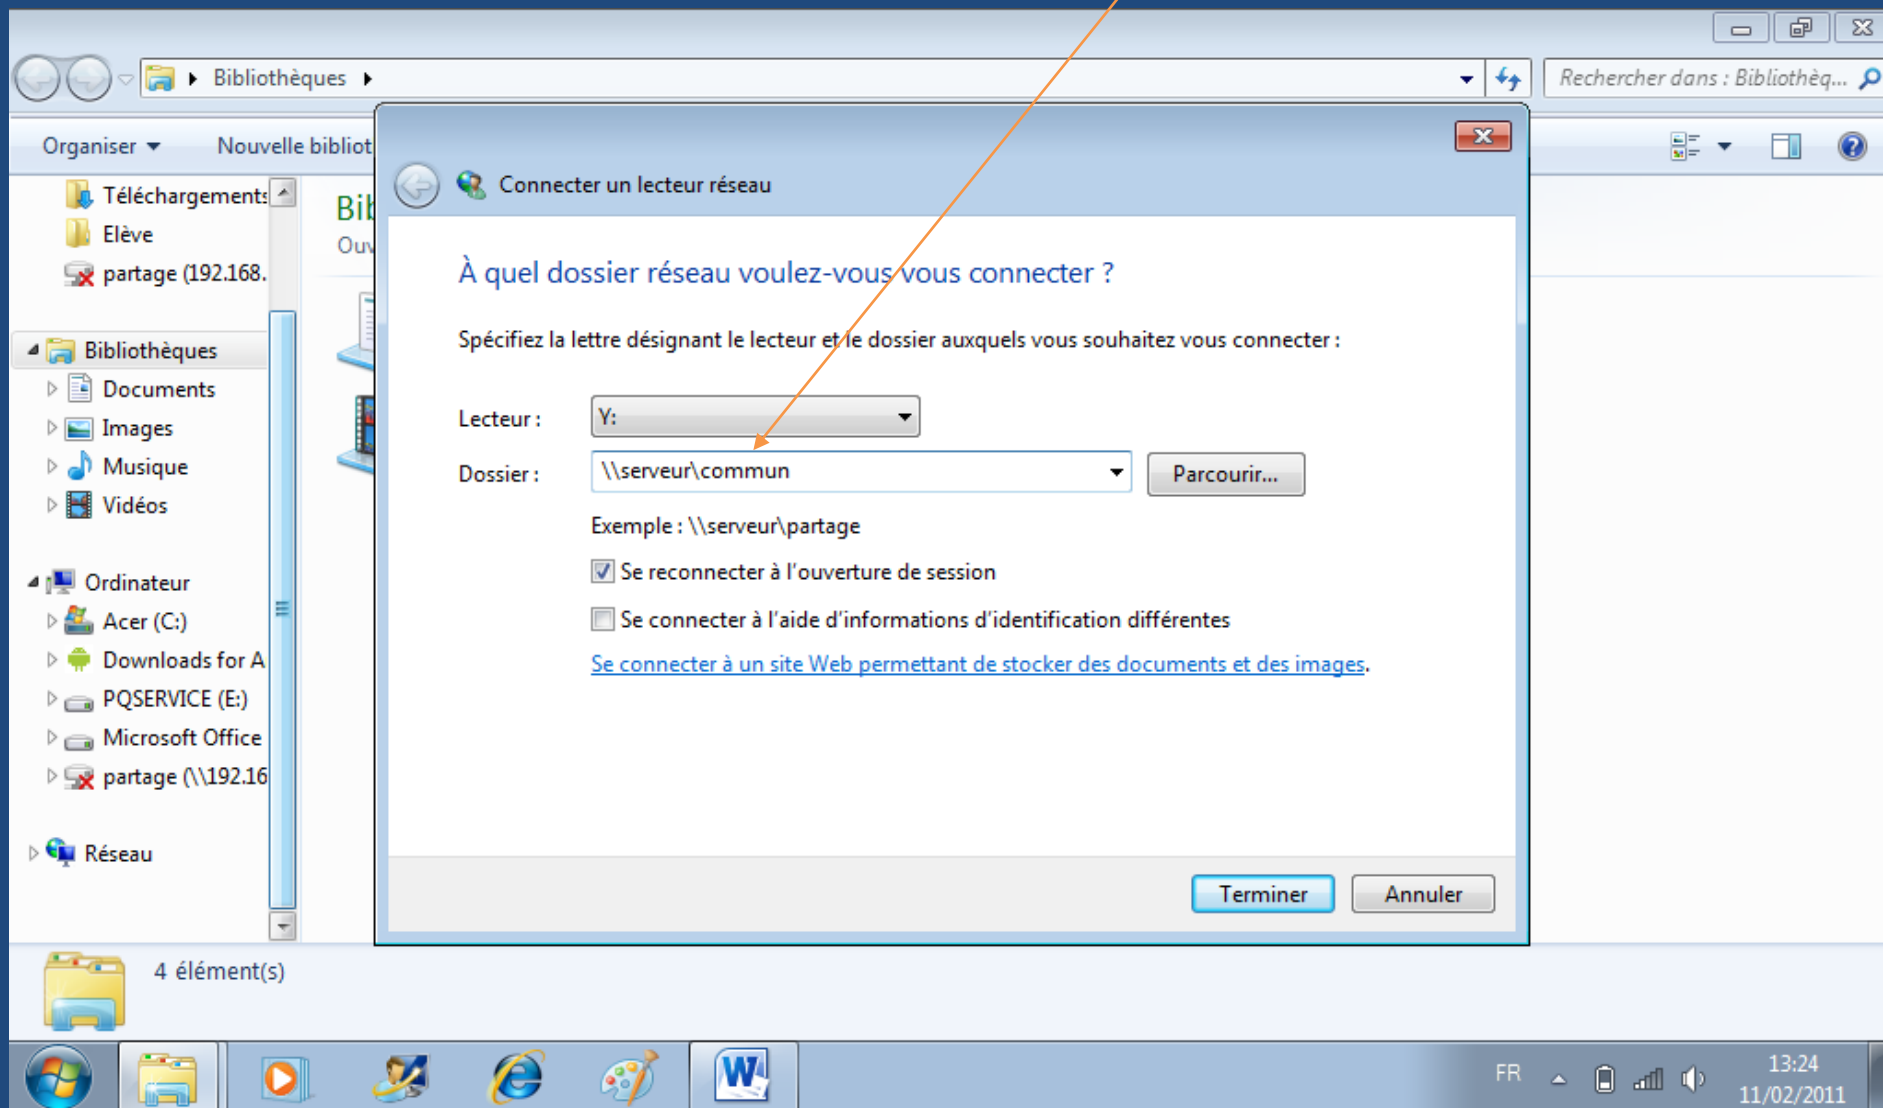 Bibliothèques
Rechercher dans : Bibliothèq...
Organiser
Nouvelle bibliot
Téléchargements
Elève
partage (192.168.
Bibliothèques
Documents
Images
Musique
Vidéos
Ordinateur
Acer (C:)
Downloads for A
PQSERVICE (E:)
Microsoft Office
partage (\\192.16
Réseau
Bib
Ouv
Connecter un lecteur réseau
À quel dossier réseau voulez-vous vous connecter ?
Spécifiez la lettre désignant le lecteur et le dossier auxquels vous souhaitez vous connecter :
Lecteur : Y:
Dossier : \\serveur\commun Parcourir...
Exemple : \\serveur\partage
Se reconnecter à l'ouverture de session
Se connecter à l'aide d'informations d'identification différentes
Se connecter à un site Web permettant de stocker des documents et des images.
Terminer Annuler
4 élément(s)
FR 13:24
11/02/2011